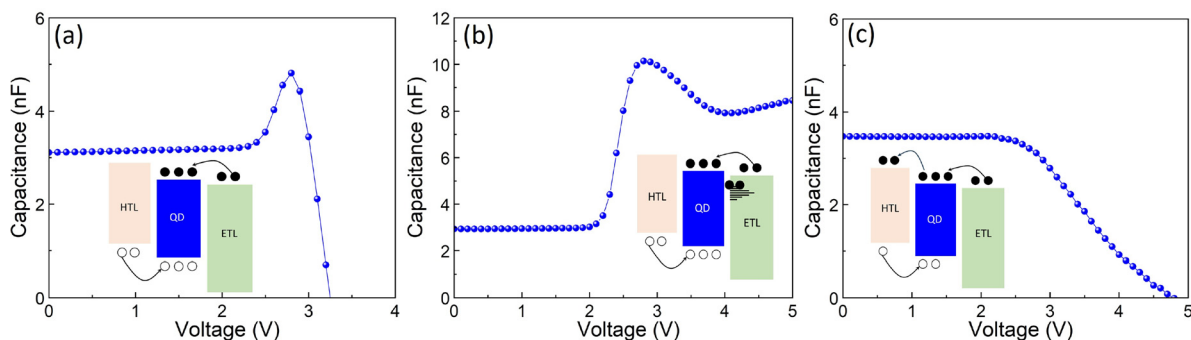 (a)
Capacitance (nF)
6
4
2
0
0 1 2 3 4
Voltage (V)
HTL
QD
ETL
(b)
Capacitance (nF)
12
10
8
6
4
2
0
0 1 2 3 4 5
Voltage (V)
HTL
QD
ETL
(c)
Capacitance (nF)
6
4
2
0
0 1 2 3 4 5
Voltage (V)
HTL
QD
ETL